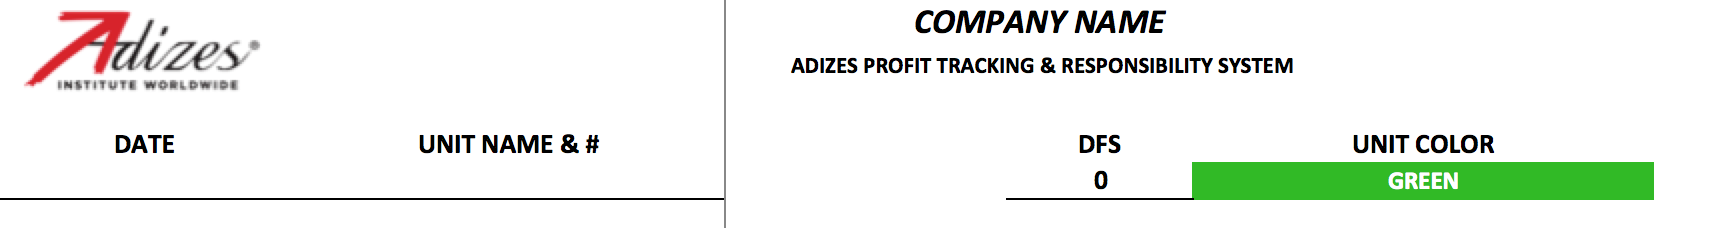 Adizes®
INSTITUTE WORLDWIDE
COMPANY NAME
ADIZES PROFIT TRACKING & RESPONSIBILITY SYSTEM
DATE UNIT NAME & # DFS UNIT COLOR
0 GREEN